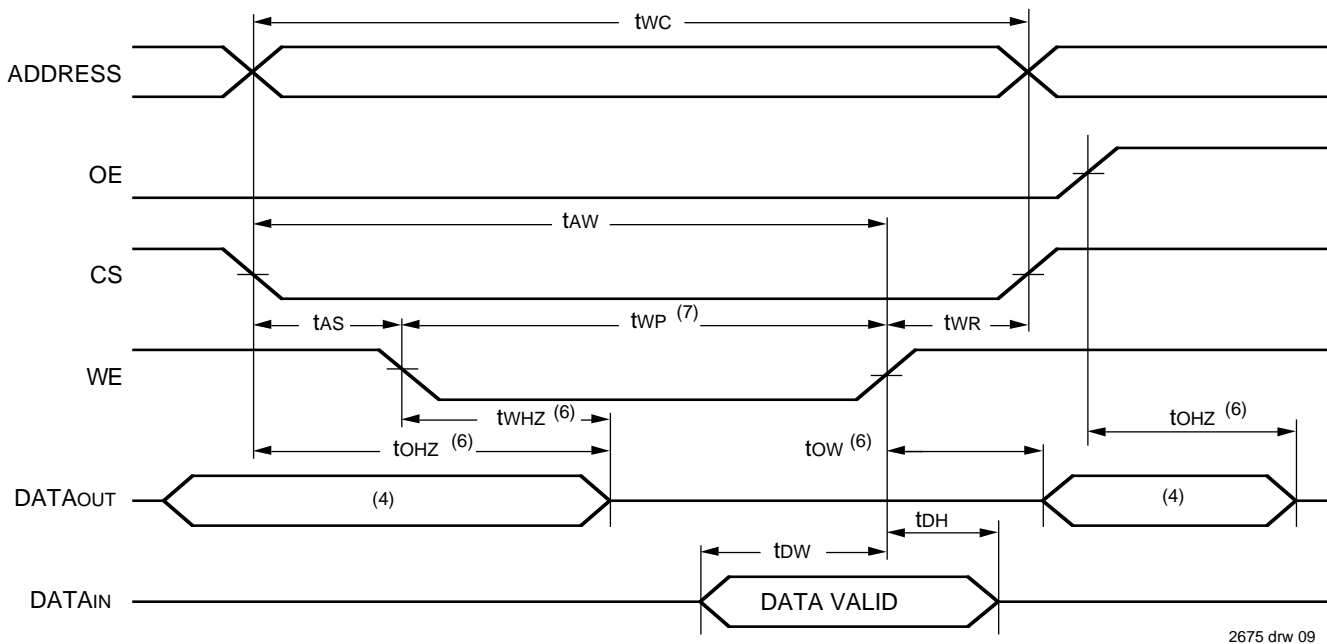 tWC
ADDRESS
OE
tAW
CS
tAS
tWP (7)
tWR
WE
tWHZ (6)
tOHZ (6)
tOW (6)
tOHZ (6)
DATAOUT
(4)
(4)
tDH
tDW
DATAIN
DATA VALID
2675 drw 09